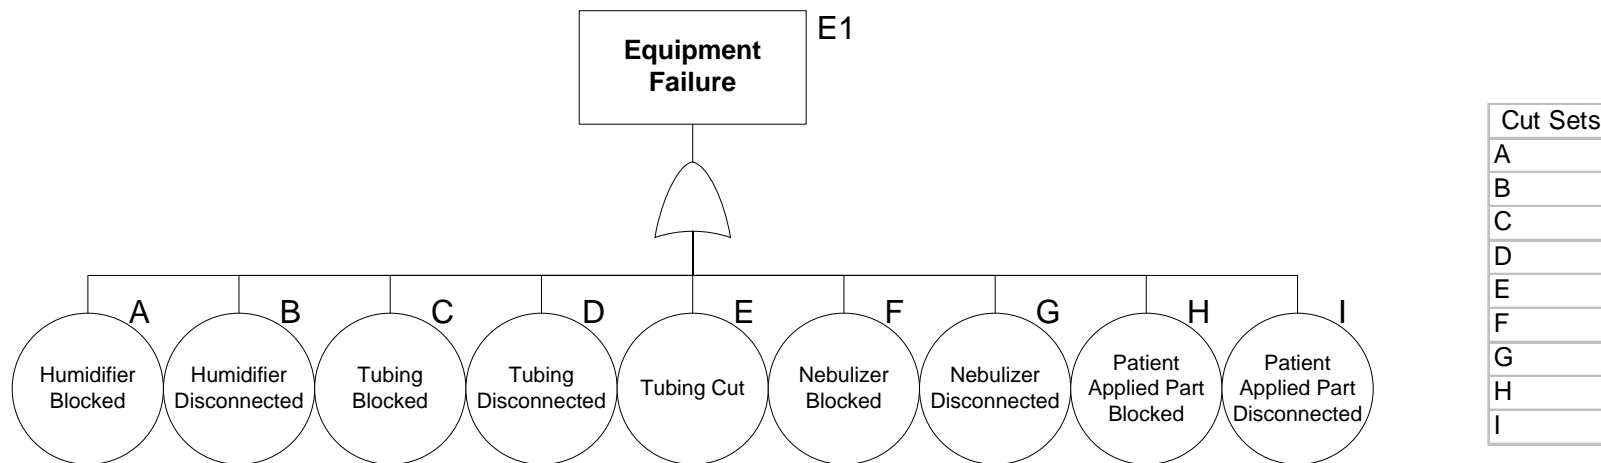 E1
Equipment
Failure
Cut Sets
A
B
C
D
E
F
G
H
I
A
B
C
D
E
F
G
H
I
Humidifier
Blocked
Humidifier
Disconnected
Tubing
Blocked
Tubing
Disconnected
Tubing Cut
Nebulizer
Blocked
Nebulizer
Disconnected
Patient
Applied Part
Blocked
Patient
Applied Part
Disconnected